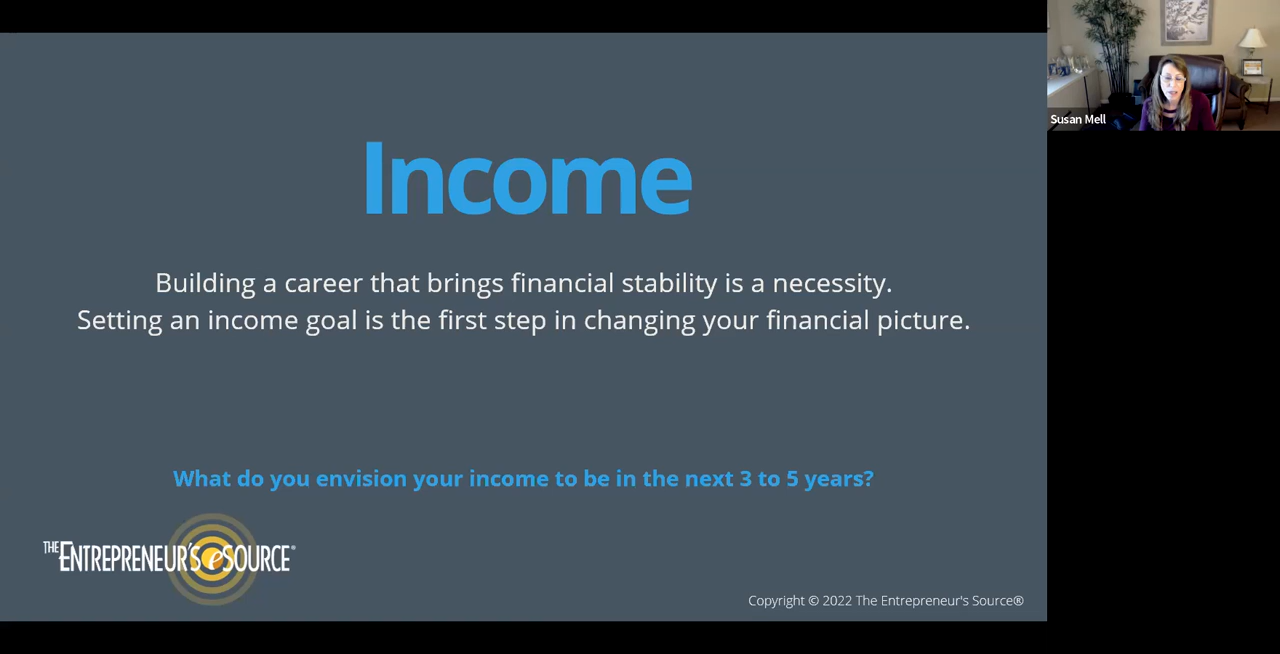 Income
Building a career that brings financial stability is a necessity.
Setting an income goal is the first step in changing your financial picture.
What do you envision your income to be in the next 3 to 5 years?
THE ENTREPRENEUR'S SOURCE®
Copyright © 2022 The Entrepreneur's Source®
Susan Mell